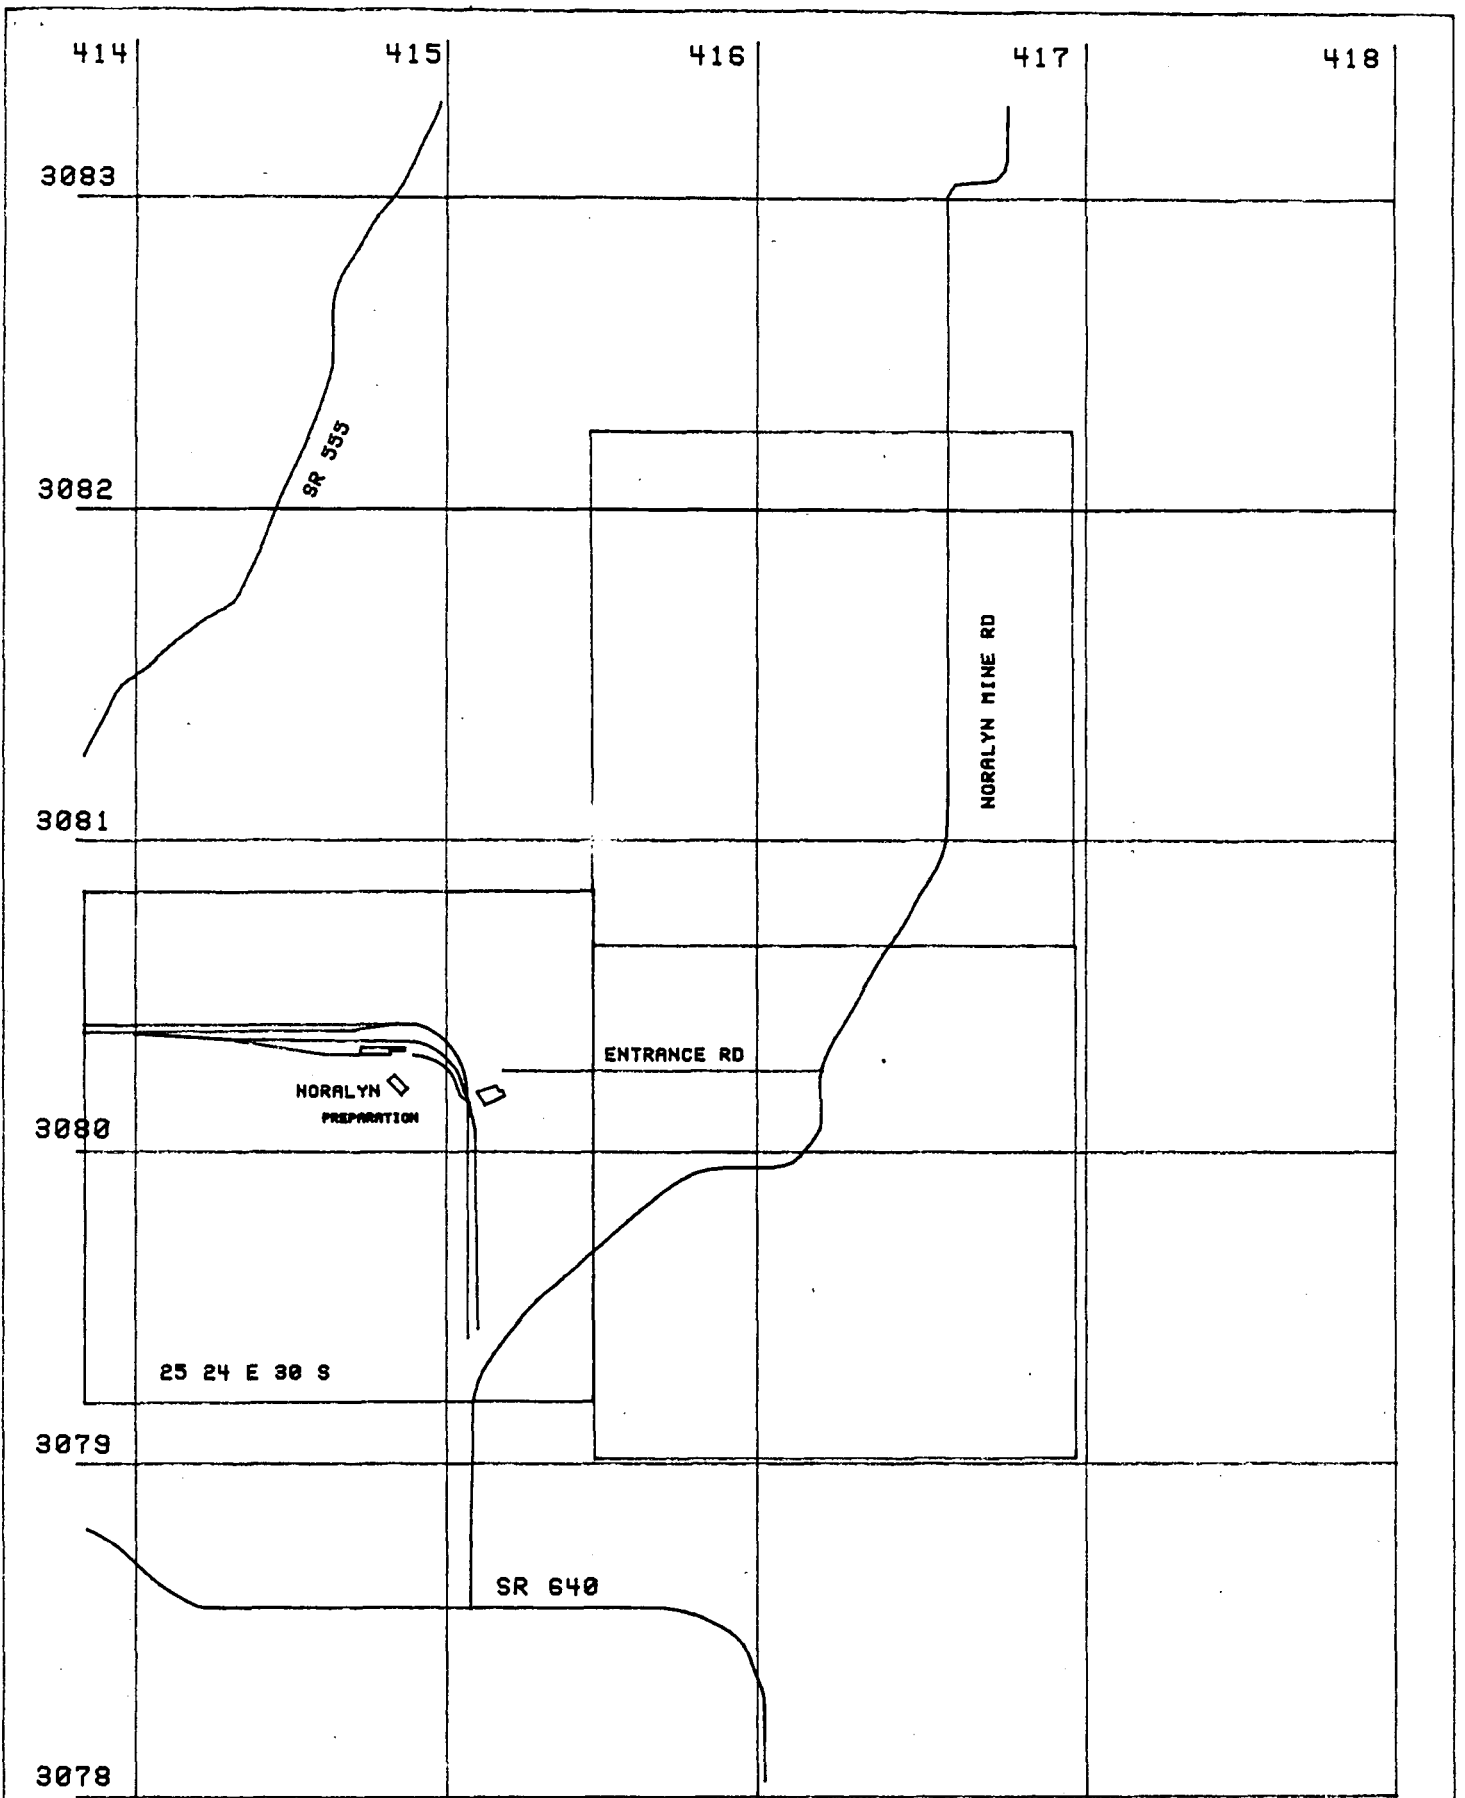 414 415 416 417 418
3083
SR 555
3082
NORALYN MINE RD
3081
ENTRANCE RD
NORALYN
PREPARATION
3080
25 24 E 30 S
3079
SR 640
3078